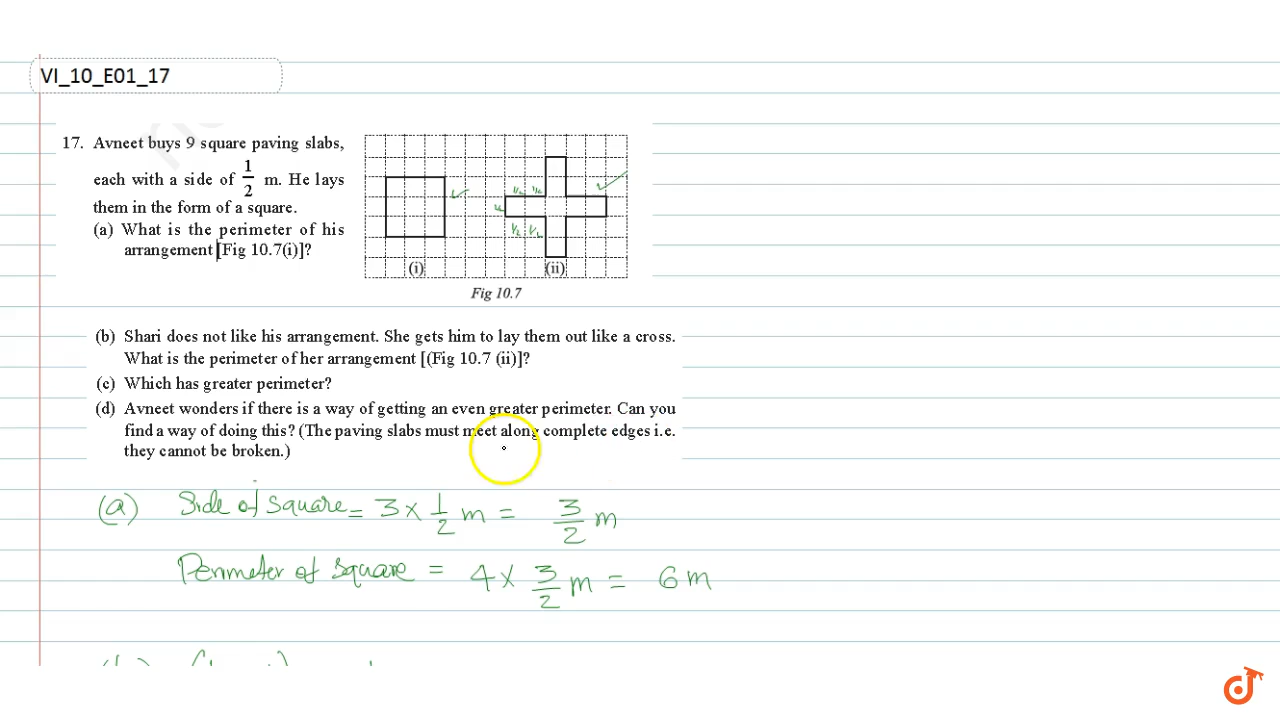 VI_10_E01_17
17. Avneet buys 9 square paving slabs,
each with a side of 1/2 m. He lays
them in the form of a square.
(a) What is the perimeter of his
arrangement [Fig 10.7(i)]?
(i) (ii)
Fig 10.7
(b) Shari does not like his arrangement. She gets him to lay them out like a cross.
What is the perimeter of her arrangement [(Fig 10.7 (ii)]?
(c) Which has greater perimeter?
(d) Avneet wonders if there is a way of getting an even greater perimeter. Can you
find a way of doing this? (The paving slabs must meet along complete edges i.e.
they cannot be broken.)
(a) Side of square = 3 × 1/2 m = 3/2 m
Perimeter of square = 4 × 3/2 m = 6 m